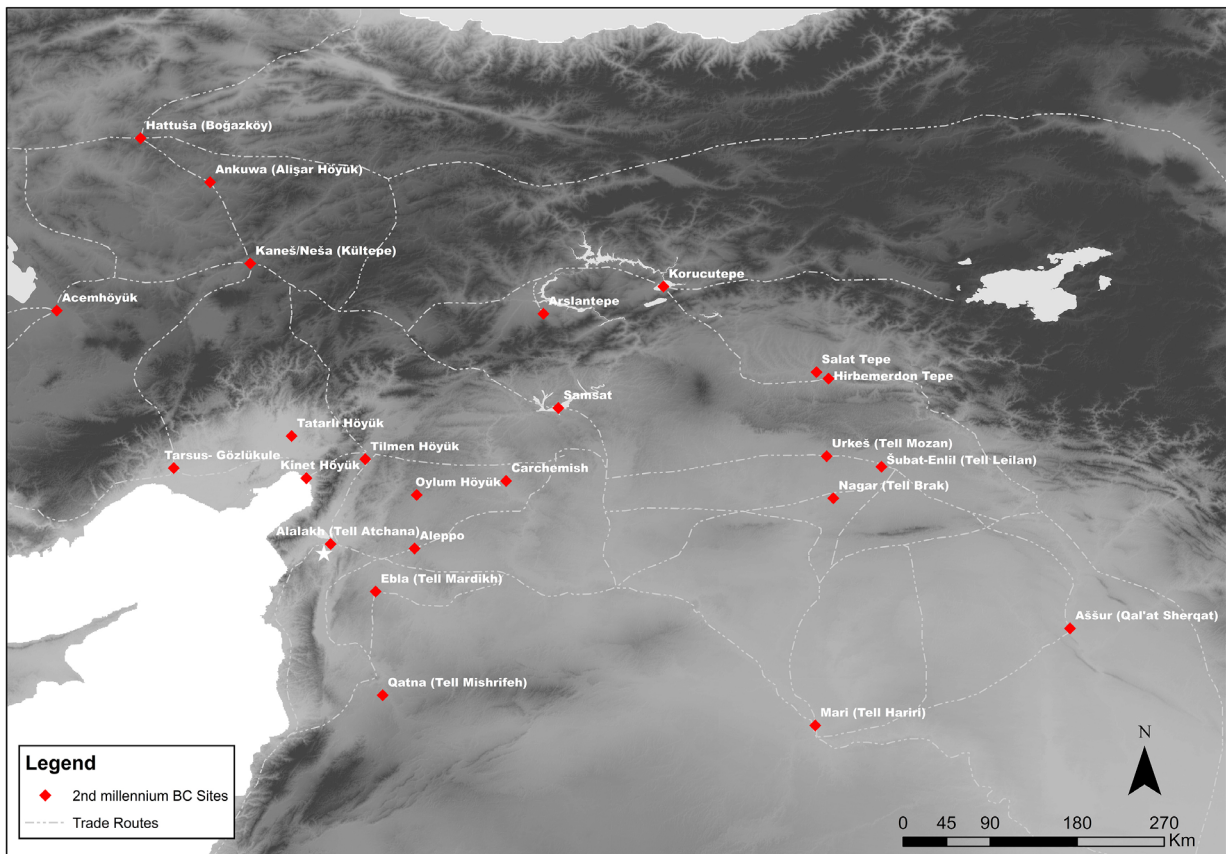 Hattuša (Boğazköy)
Ankuwa (Alişar Höyük)
Kaneš/Neša (Kültepe)
Korucutepe
Acemhöyük
Arslantepe
Salat Tepe
Hirbemerdon Tepe
Samsat
Tatarlı Höyük
Tilmen Höyük
Urkeš (Tell Mozan)
Tarsus- Gözlükule
Kinet Höyük
Carchemish
Šubat-Enlil (Tell Leilan)
Oylum Höyük
Nagar (Tell Brak)
Alalakh (Tell Atchana)
Aleppo
Ebla (Tell Mardikh)
Aššur (Qal'at Sherqat)
Qatna (Tell Mishrifeh)
Mari (Tell Hariri)
N
Legend
2nd millennium BC Sites
Trade Routes
0 45 90 180 270
Km